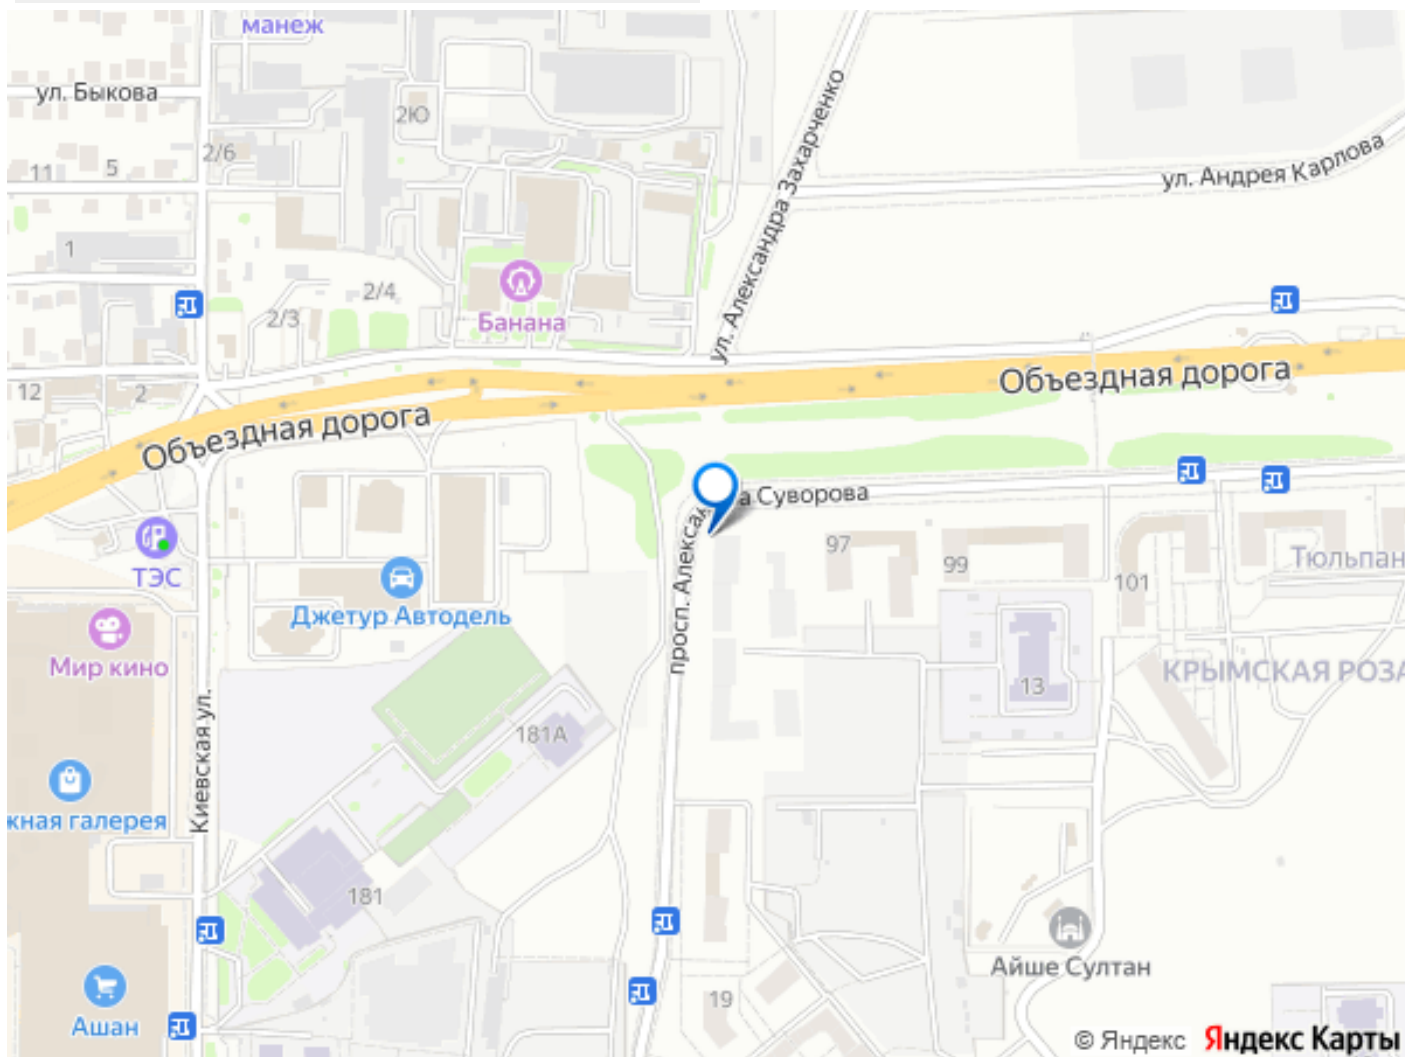 манеж
ул. Быкова
2Ю
ул. Александра Захарченко
2/6
11
5
ул. Андрея Карлова
1
2/4
2/3
Банана
12
2
Объездная дорога
Объездная дорога
просп. Алекса
а Суворова
97
99
101
Тюльпан
ТЭС
Джетур Автодель
Мир кино
КРЫМСКАЯ РОЗА
13
181А
Киевская ул.
жная галерея
181
Айше Султан
19
Ашан
© Яндекс Яндекс Карты